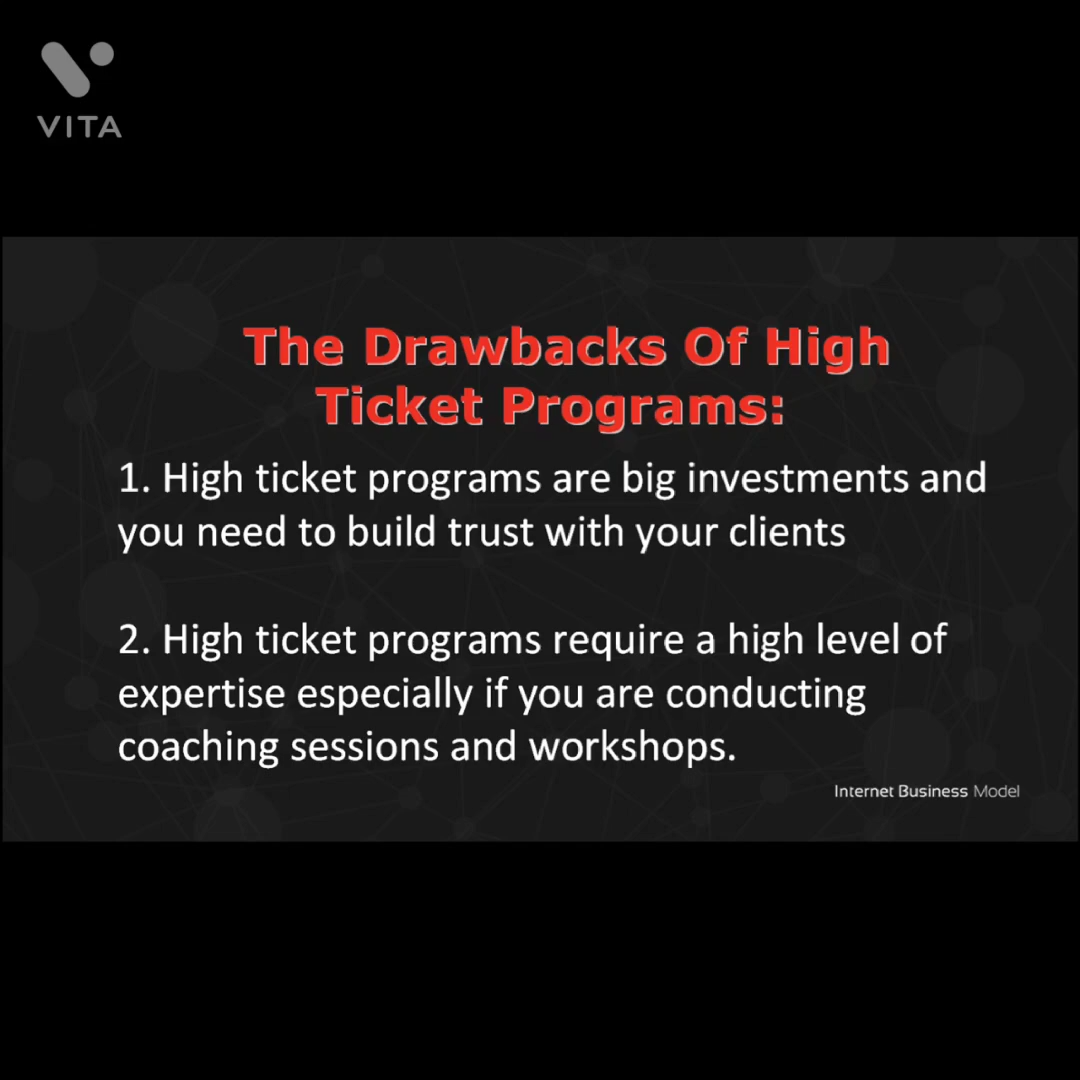 VITA
The Drawbacks Of High
Ticket Programs:
1. High ticket programs are big investments and
you need to build trust with your clients
2. High ticket programs require a high level of
expertise especially if you are conducting
coaching sessions and workshops.
Internet Business Model